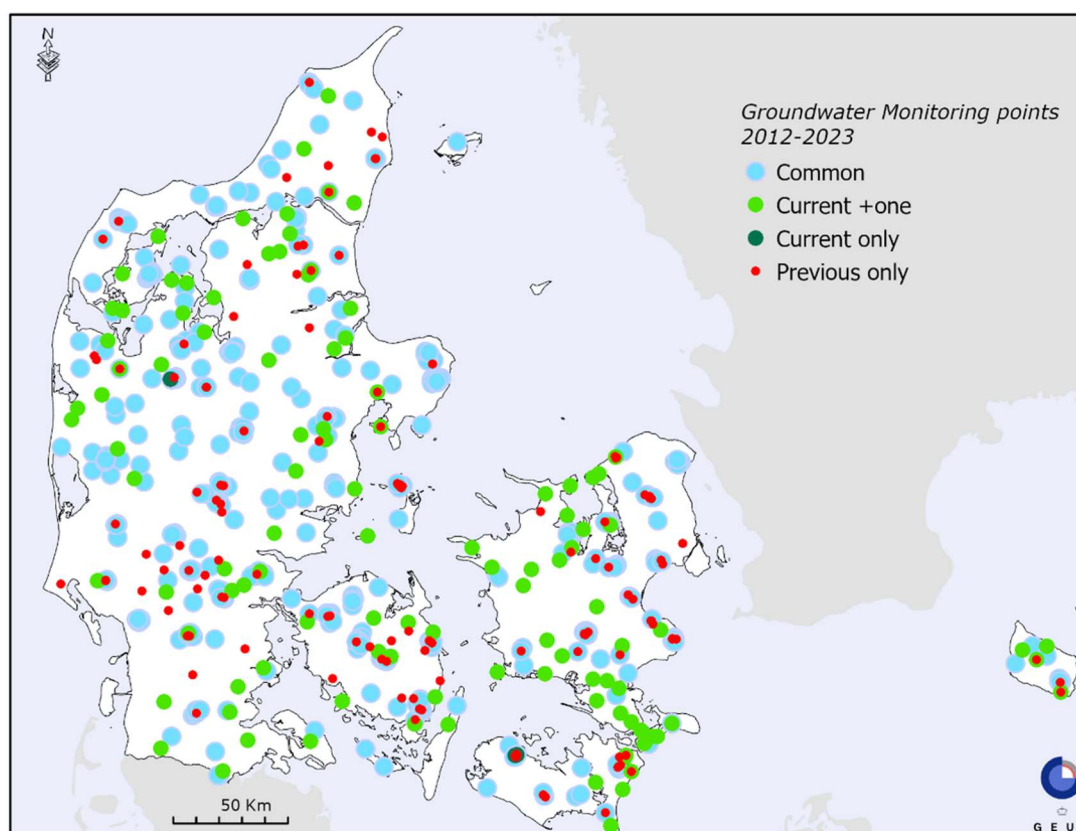 N
Groundwater Monitoring points
2012-2023
Common
Current +one
Current only
Previous only
50 Km
G E U